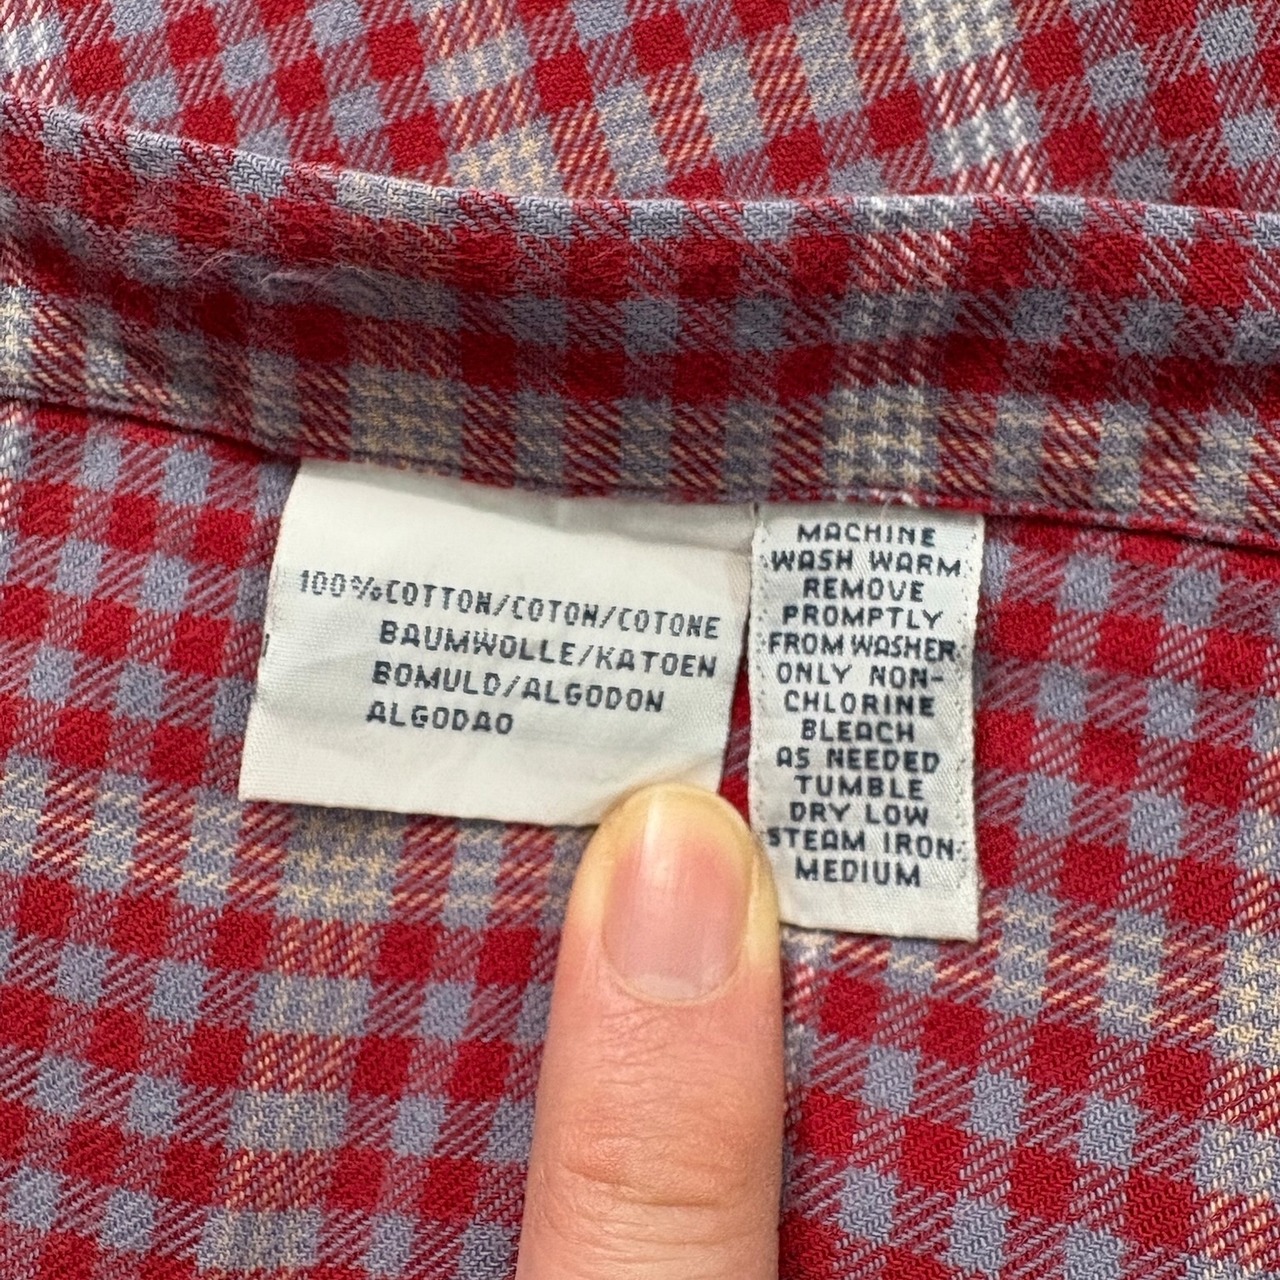 100% COTTON/COTON/COTONE
BAUMWOLLE/KATOEN
BOMULD/ALGODON
ALGODAO
MACHINE
WASH WARM
REMOVE
PROMPTLY
FROM WASHER
ONLY NON-
CHLORINE
BLEACH
AS NEEDED
TUMBLE
DRY LOW
STEAM IRON
MEDIUM